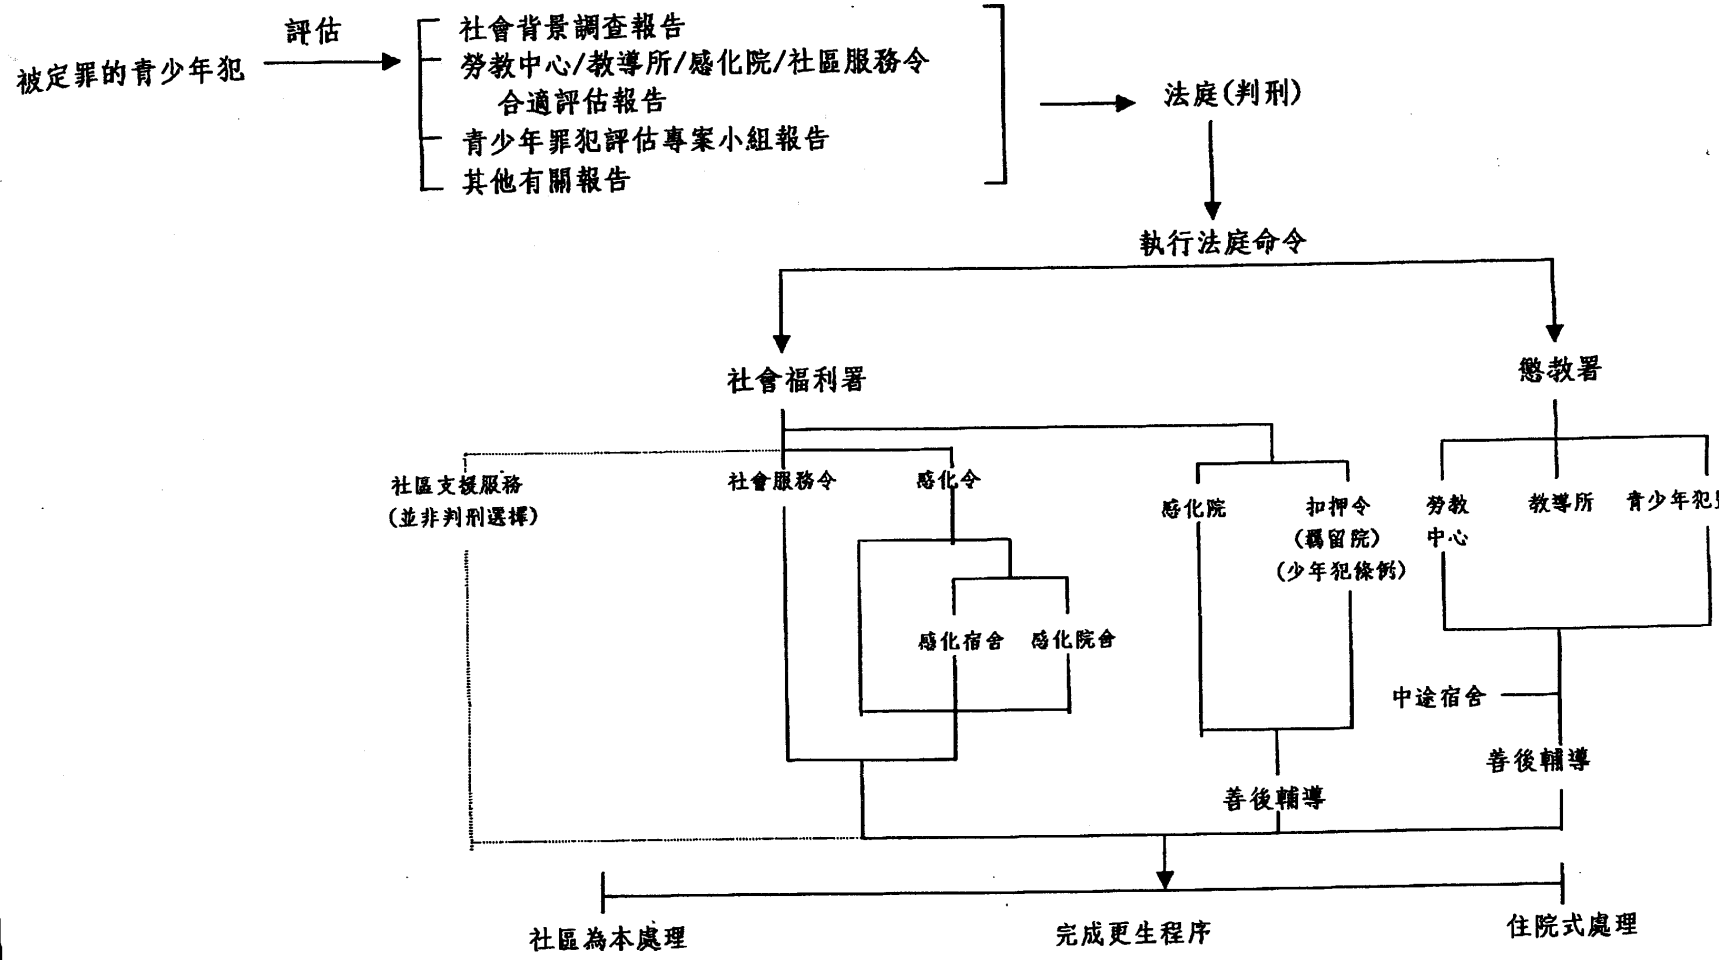 評估
被定罪的青少年犯
社會背景調查報告
勞教中心/教導所/感化院/社區服務令
合適評估報告
青少年罪犯評估專案小組報告
其他有關報告
法庭(判刑)
執行法庭命令
社會福利署
懲教署
社區支援服務
(並非判刑選擇)
社會服務令
感化令
感化院
扣押令
(羈留院)
(少年犯條例)
勞教
中心
教導所
青少年犯
感化宿舍
感化院舍
中途宿舍
善後輔導
善後輔導
社區為本處理
完成更生程序
住院式處理